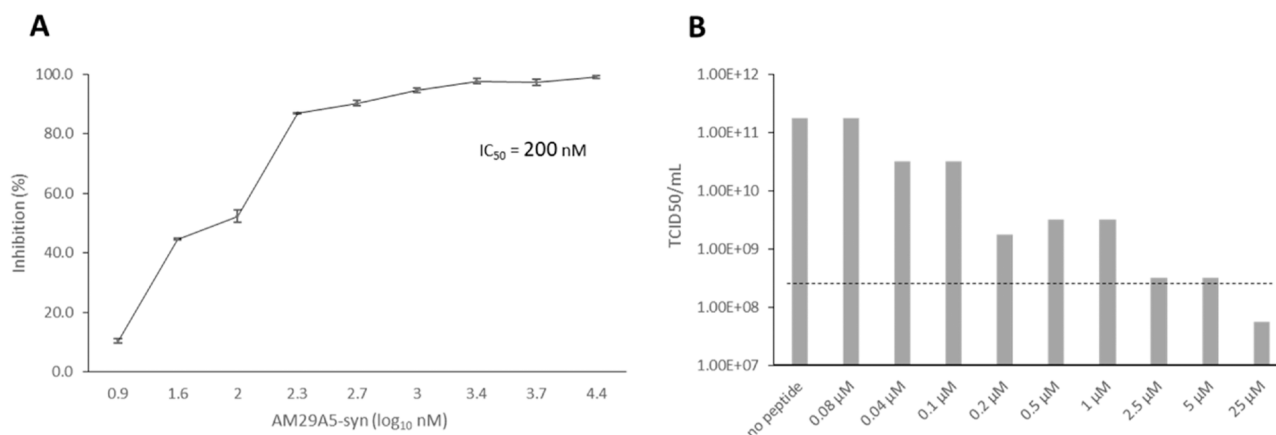 A
100.0
80.0
60.0
40.0
20.0
0.0
Inhibition (%)
IC₅₀ = 200 nM
0.9 1.6 2 2.3 2.7 3 3.4 3.7 4.4
AM29A5-syn (log₁₀ nM)
B
1.00E+12
1.00E+11
1.00E+10
1.00E+09
1.00E+08
1.00E+07
TCID50/mL
no peptide
0.08 µM
0.04 µM
0.1 µM
0.2 µM
0.5 µM
1 µM
2.5 µM
5 µM
25 µM